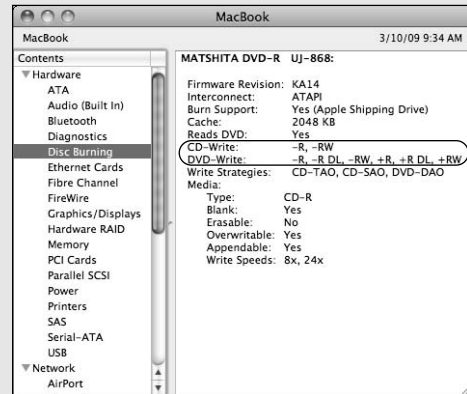 MacBook
MacBook
3/10/09 9:34 AM
Contents
Hardware
ATA
Audio (Built In)
Bluetooth
Diagnostics
Disc Burning
Ethernet Cards
Fibre Channel
FireWire
Graphics/Displays
Hardware RAID
Memory
PCI Cards
Parallel SCSI
Power
Printers
SAS
Serial-ATA
USB
Network
AirPort
MATSHITA DVD-R UJ-868:
Firmware Revision: KA14
Interconnect: ATAPI
Burn Support: Yes (Apple Shipping Drive)
Cache: 2048 KB
Reads DVD: Yes
CD-Write: -R, -RW
DVD-Write: -R, -R DL, -RW, +R, +R DL, +RW
Write Strategies: CD-TAO, CD-SAO, DVD-DAO
Media:
Type: CD-R
Blank: Yes
Erasable: No
Overwritable: Yes
Appendable: Yes
Write Speeds: 8x, 24x